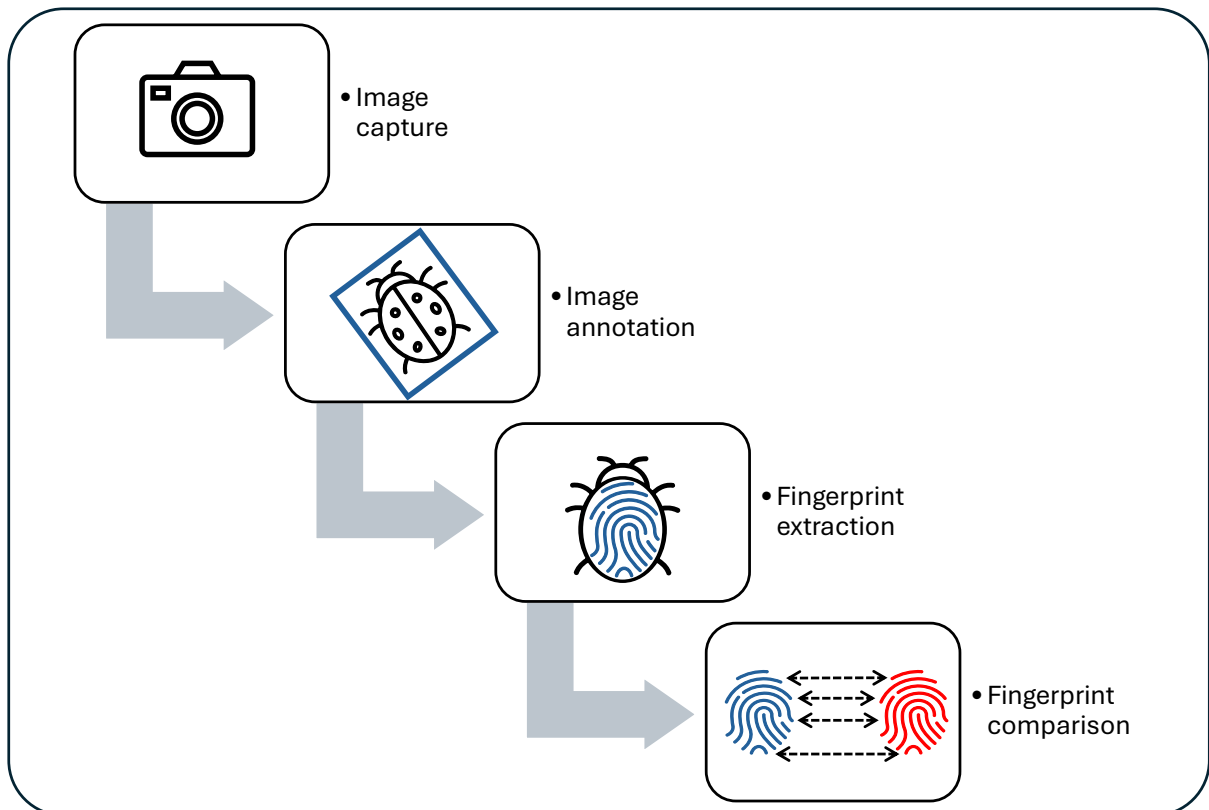 • Image
capture
• Image
annotation
• Fingerprint
extraction
• Fingerprint
comparison